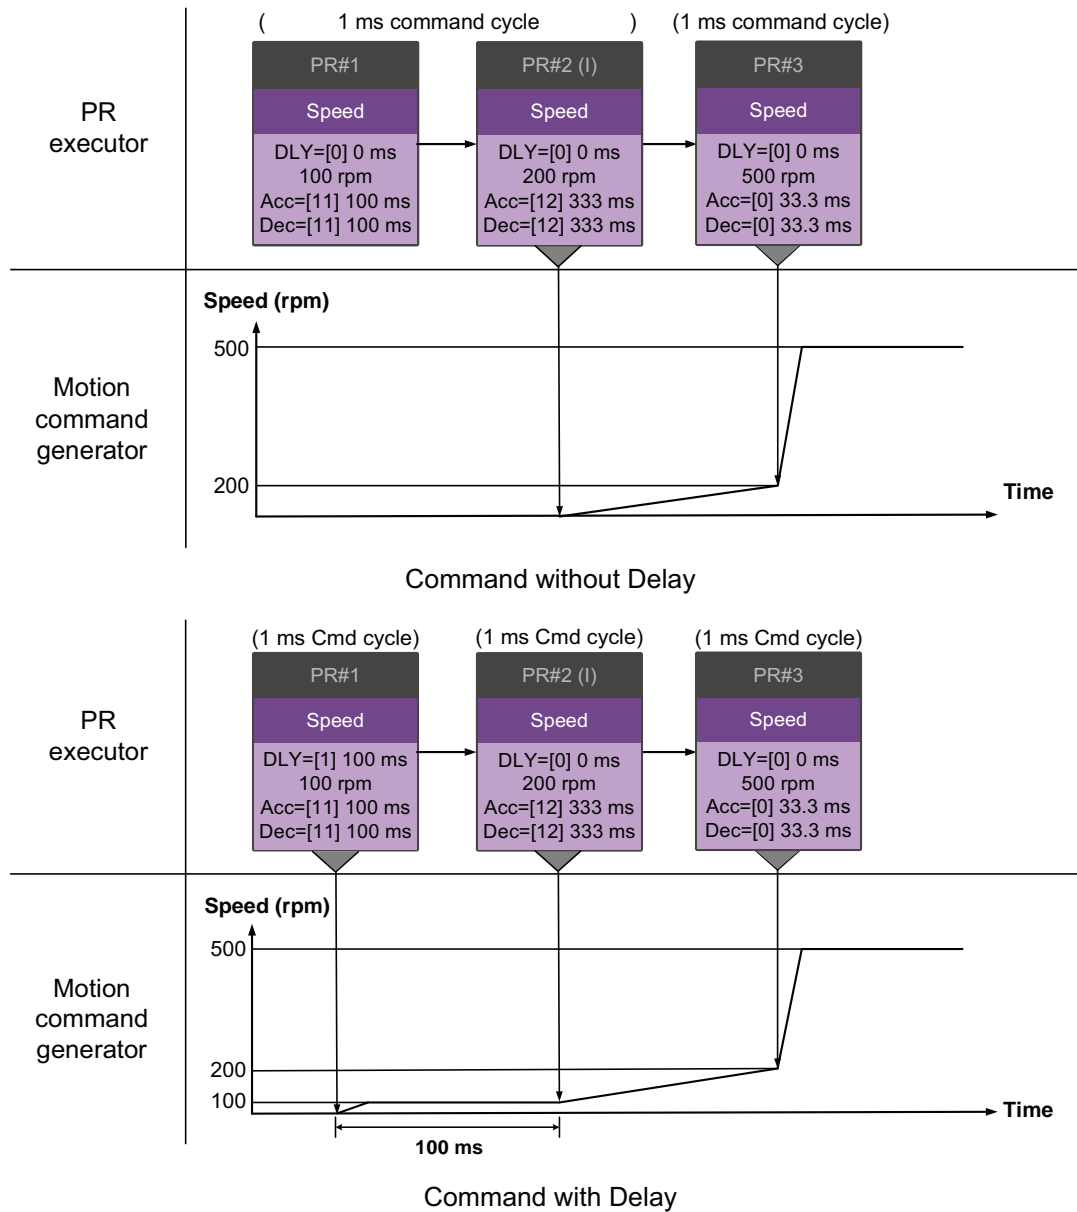 ( 1 ms command cycle ) (1 ms command cycle)
PR
executor
PR#1
Speed
DLY=[0] 0 ms
100 rpm
Acc=[11] 100 ms
Dec=[11] 100 ms
PR#2 (I)
Speed
DLY=[0] 0 ms
200 rpm
Acc=[12] 333 ms
Dec=[12] 333 ms
PR#3
Speed
DLY=[0] 0 ms
500 rpm
Acc=[0] 33.3 ms
Dec=[0] 33.3 ms
Motion
command
generator
Speed (rpm)
500
200
Time
Command without Delay
(1 ms Cmd cycle) (1 ms Cmd cycle) (1 ms Cmd cycle)
PR
executor
PR#1
Speed
DLY=[1] 100 ms
100 rpm
Acc=[11] 100 ms
Dec=[11] 100 ms
PR#2 (I)
Speed
DLY=[0] 0 ms
200 rpm
Acc=[12] 333 ms
Dec=[12] 333 ms
PR#3
Speed
DLY=[0] 0 ms
500 rpm
Acc=[0] 33.3 ms
Dec=[0] 33.3 ms
Motion
command
generator
Speed (rpm)
500
200
100
Time
100 ms
Command with Delay